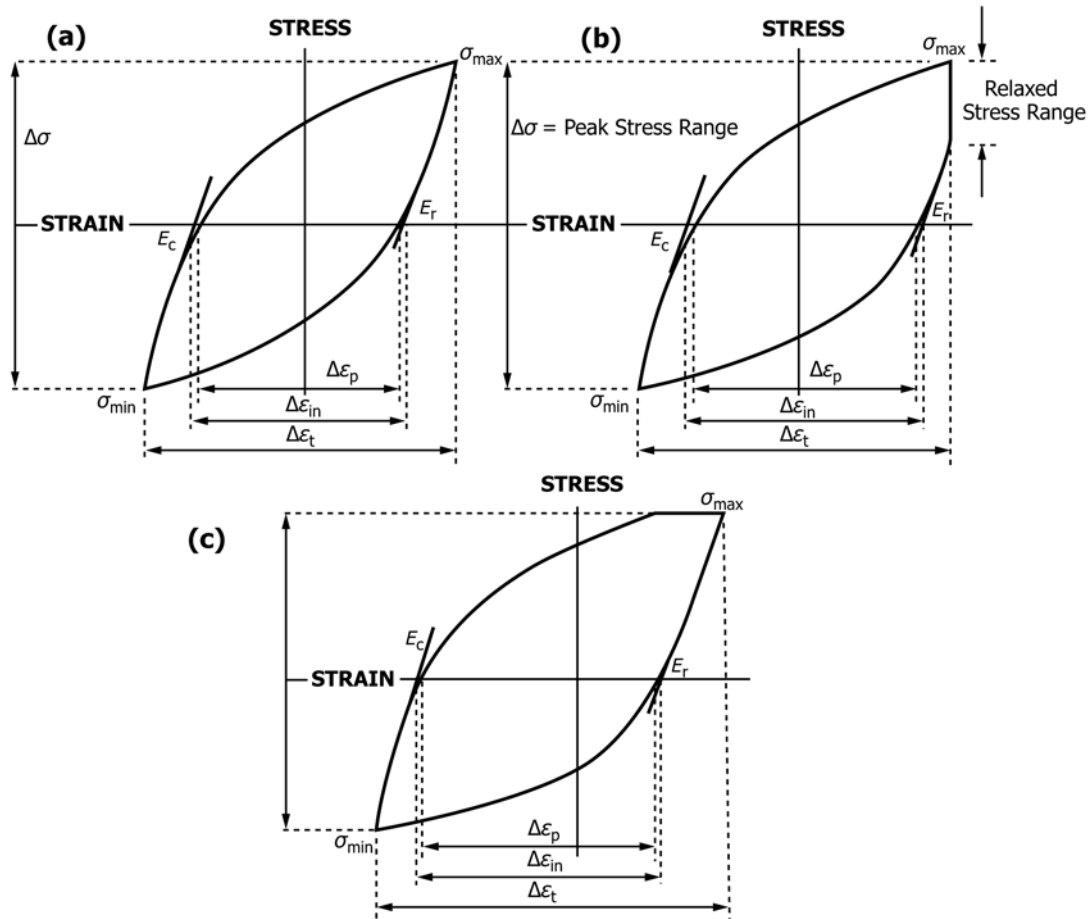 (a)
STRESS
σmax
Δσ
STRAIN
Ec
Er
σmin
Δεp
Δεin
Δεt
(b)
STRESS
σmax
Relaxed
Stress Range
Δσ = Peak Stress Range
STRAIN
Ec
Er
σmin
Δεp
Δεin
Δεt
(c)
STRESS
σmax
Ec
STRAIN
Er
σmin
Δεp
Δεin
Δεt